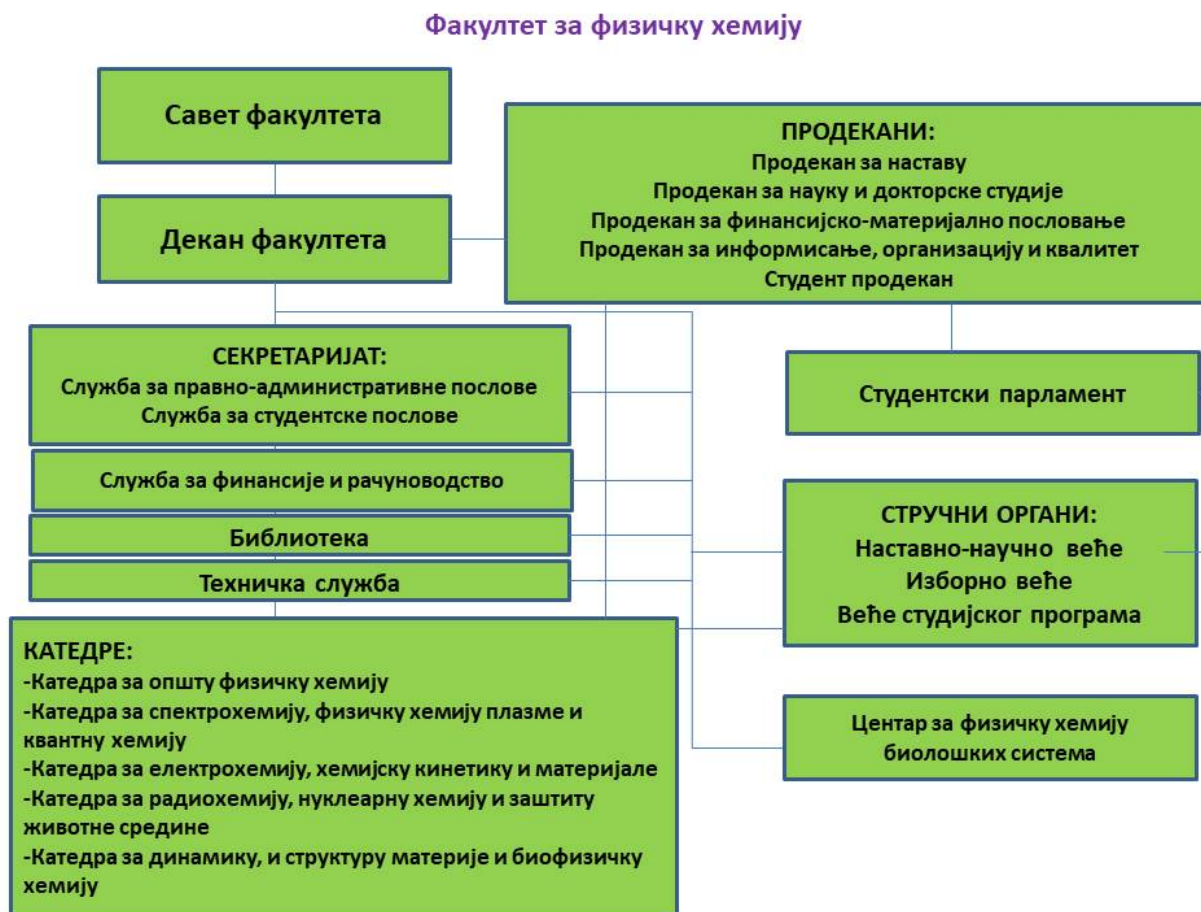 Факултет за физичку хемију
Савет факултета
Декан факултета
ПРОДЕКАНИ:
Продекан за наставу
Продекан за науку и докторске студије
Продекан за финансијско-материјално пословање
Продекан за информисање, организацију и квалитет
Студент продекан
СЕКРЕТАРИЈАТ:
Служба за правно-административне послове
Служба за студентске послове
Служба за финансије и рачуноводство
Библиотека
Техничка служба
Студентски парламент
СТРУЧНИ ОРГАНИ:
Наставно-научно веће
Изборно веће
Веће студијског програма
Центар за физичку хемију
биолошких система
КАТЕДРЕ:
-Катедра за општу физичку хемију
-Катедра за спектрохемију, физичку хемију плазме и
квантну хемију
-Катедра за електрохемију, хемијску кинетику и материјале
-Катедра за радиохемију, нуклеарну хемију и заштиту
животне средине
-Катедра за динамику, и структуру материје и биофизичку
хемију